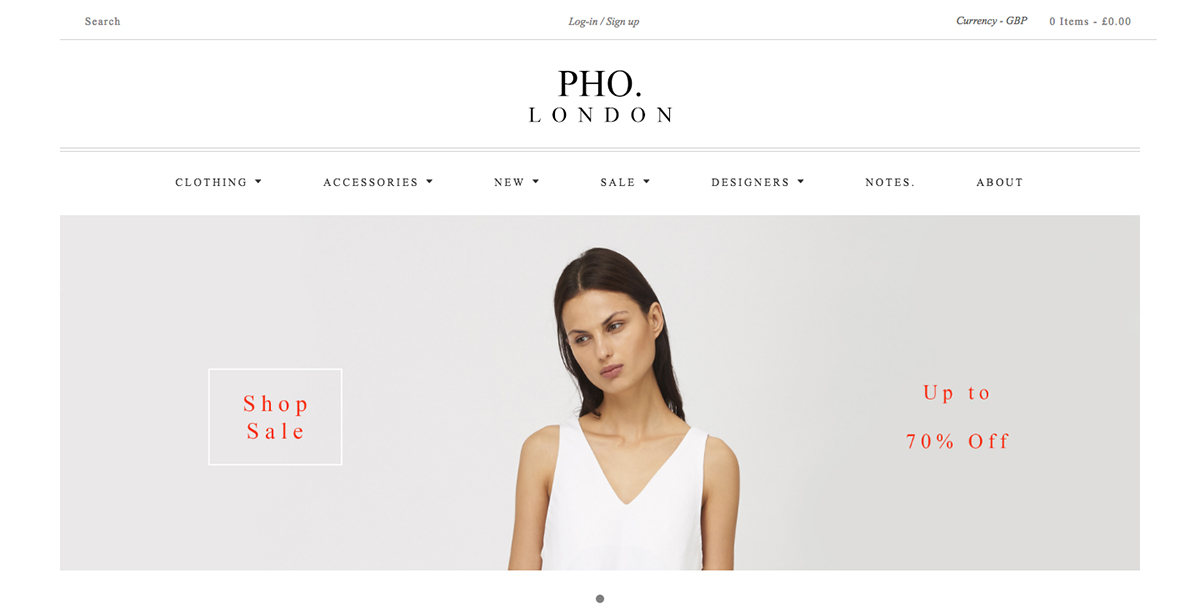 Search
Log-in / Sign up
Currency - GBP
0 Items - £0.00
PHO.
LONDON
CLOTHING
ACCESSORIES
NEW
SALE
DESIGNERS
NOTES.
ABOUT
Shop
Sale
Up to
70% Off